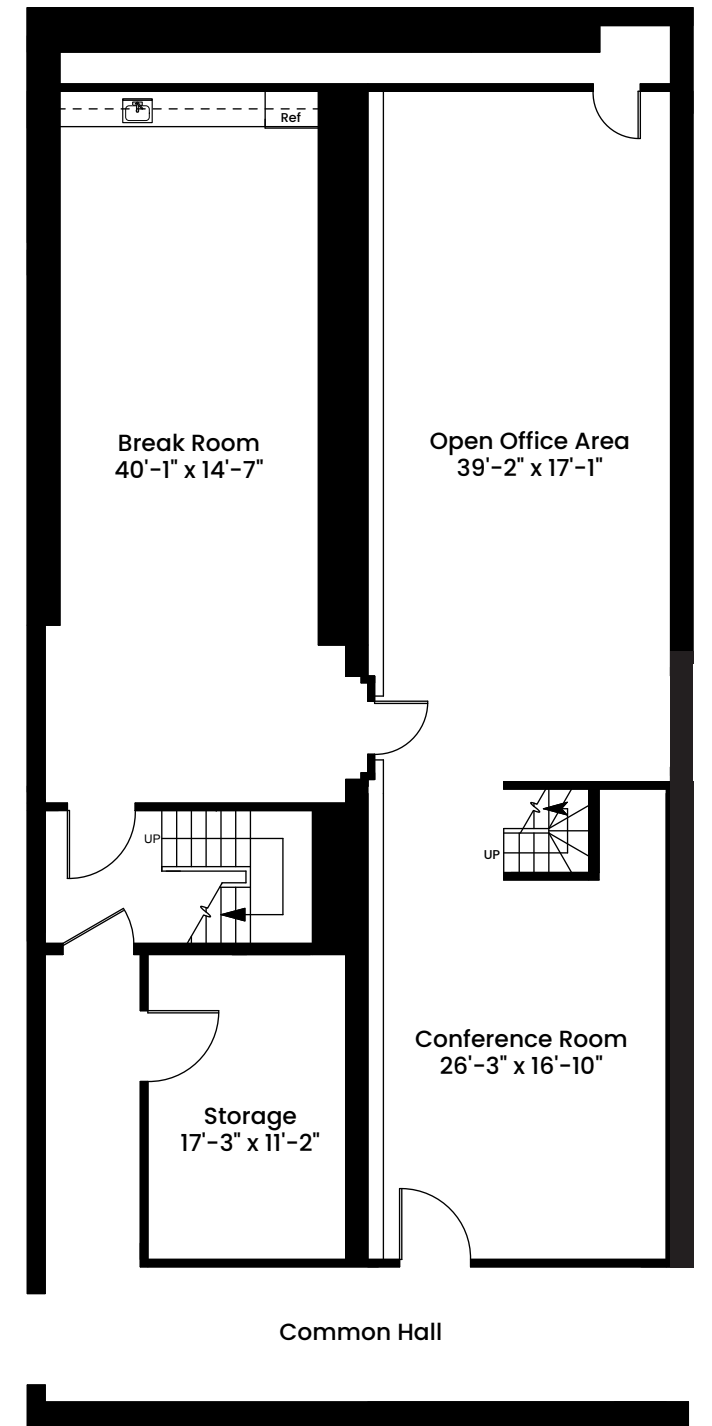 Ref
Break Room
40'-1" x 14'-7"
Open Office Area
39'-2" x 17'-1"
UP
UP
Conference Room
26'-3" x 16'-10"
Storage
17'-3" x 11'-2"
Common Hall